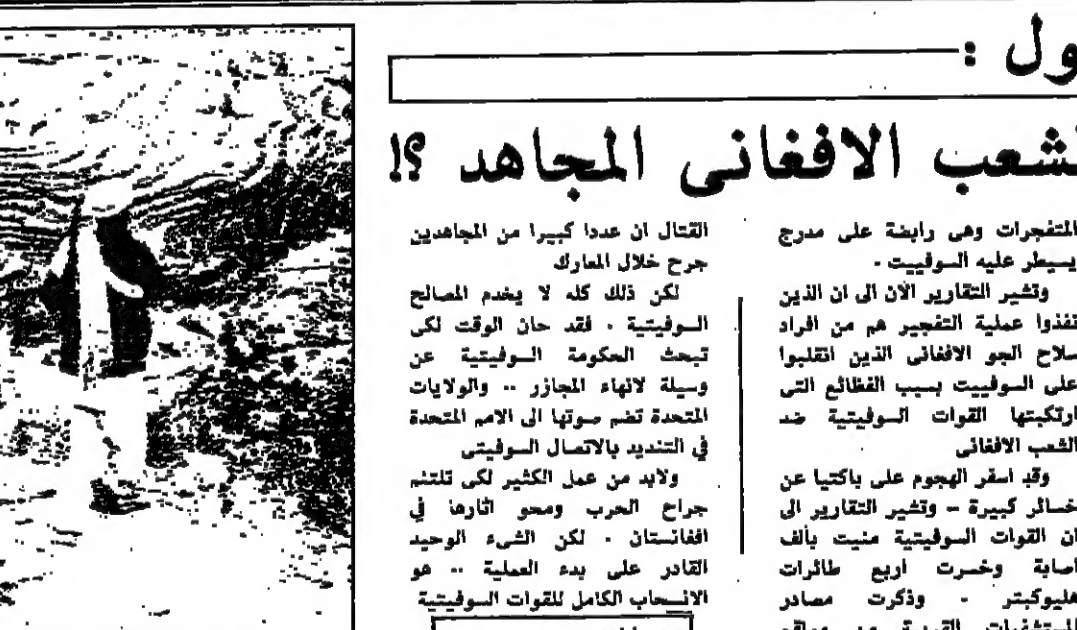 ول :
شعب الافغانى المجاهد ؟!
المتفجرات وهى رابضة على مدرج
يسيطر عليه السوفييت .
وتشير التقارير الآن الى ان الذين
نفذوا عملية التفجير هم من افراد
سلاح الجو الافغانى الذين انقلبوا
على السوفييت بسبب الفظائع التى
ارتكبتها القوات السوفيتية ضد
الشعب الافغانى
وقد اسفر الهجوم على باكتيا عن
خسائر كبيرة - وتشير التقارير الى
ان القوات السوفيتية منيت بألف
اصابة وخسرت اربع طائرات
هليوكبتر - وذكرت مصادر
القتال ان عددا كبيرا من المجاهدين
جرح خلال المعارك
لكن ذلك كله لا يخدم المصالح
السوفيتية . فقد حان الوقت لكى
تبحث الحكومة السوفيتية عن
وسيلة لانهاء المجازر .. والولايات
المتحدة تضم صوتها الى الامم المتحدة
في التنديد بالاتصال السوفيتى
ولابد من عمل الكثير لكى تلتئم
جراح الحرب ومحو اثارها في
افغانستان . لكن الشىء الوحيد
القادر على بدء العملية .. هو
الانسحاب الكامل للقوات السوفيتية